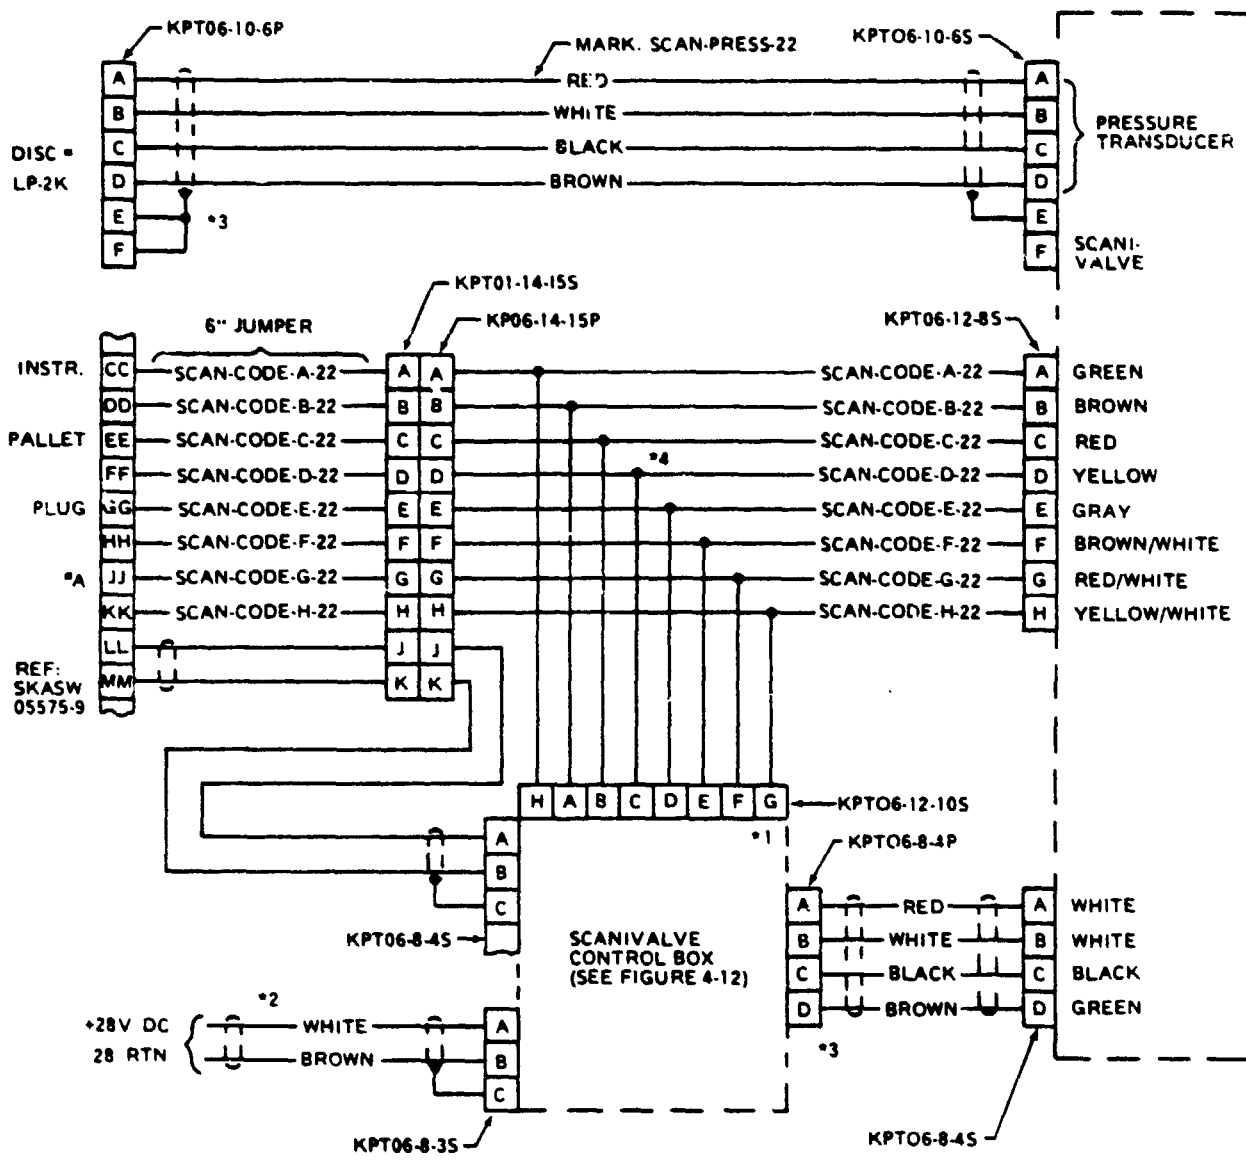 KPT06-10-6P
MARK. SCAN-PRESS-22
KPTO6-10-6S
A RED A
B WHITE B
C BLACK C
D BROWN D
E E
F F
DISC =
LP-2K
*3
PRESSURE
TRANSDUCER
SCANI-
VALVE
KPT01-14-15S
6" JUMPER
KP06-14-15P
KPT06-12-8S
INSTR. CC SCAN-CODE-A-22 A A SCAN-CODE-A-22 A GREEN
DD SCAN-CODE-B-22 B B SCAN-CODE-B-22 B BROWN
PALLET EE SCAN-CODE-C-22 C C SCAN-CODE-C-22 C RED
*4
FF SCAN-CODE-D-22 D D SCAN-CODE-D-22 D YELLOW
PLUG GG SCAN-CODE-E-22 E E SCAN-CODE-E-22 E GRAY
HH SCAN-CODE-F-22 F F SCAN-CODE-F-22 F BROWN/WHITE
*A JJ SCAN-CODE-G-22 G G SCAN-CODE-G-22 G RED/WHITE
KK SCAN-CODE-H-22 H H SCAN-CODE-H-22 H YELLOW/WHITE
LL J J
MM K K
REF:
SKASW
05575-9
H A B C D E F G KPTO6-12-10S
*1
A
B
C
KPT06-8-4S
KPTO6-8-4P
SCANIVALVE
CONTROL BOX
(SEE FIGURE 4-12)
A RED A WHITE
B WHITE B WHITE
C BLACK C BLACK
D BROWN D GREEN
*3
*2
+28V DC WHITE A
28 RTN BROWN B
C
KPT06-8-3S
KPTO6-8-4S